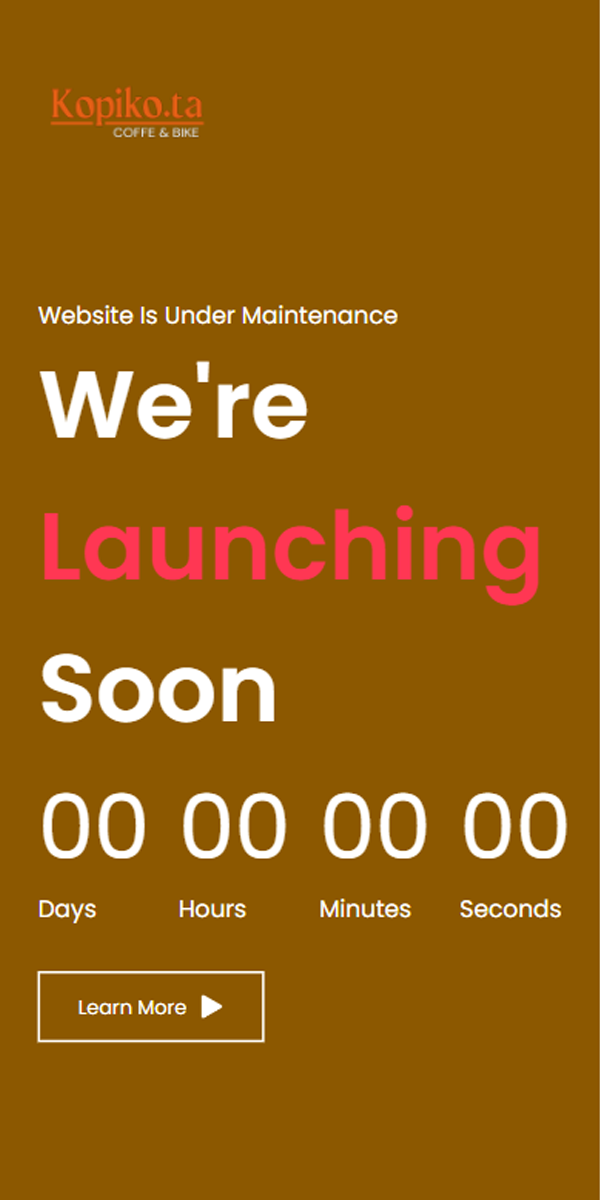 Kopiko.ta
COFFE & BIKE
Website Is Under Maintenance
We're
Launching
Soon
00 00 00 00
Days Hours Minutes Seconds
Learn More